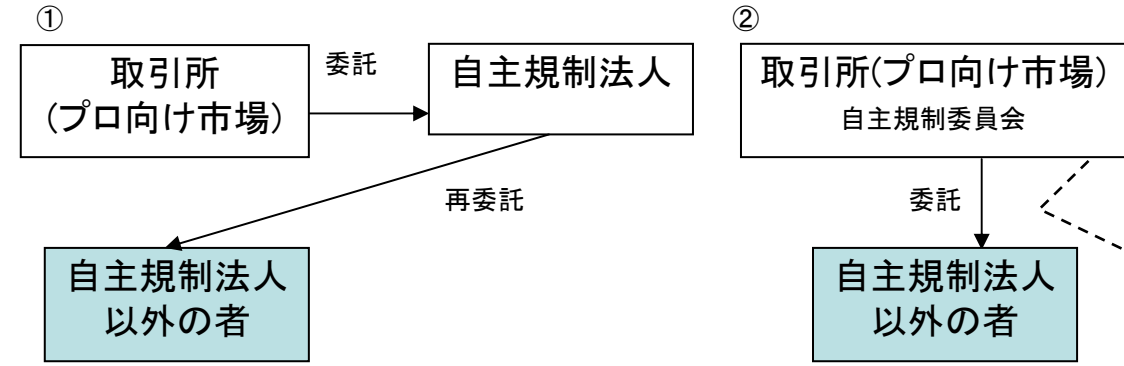 ①
取引所
(プロ向け市場)
委託
自主規制法人
再委託
自主規制法人
以外の者
②
取引所(プロ向け市場)
自主規制委員会
委託
自主規制法人
以外の者